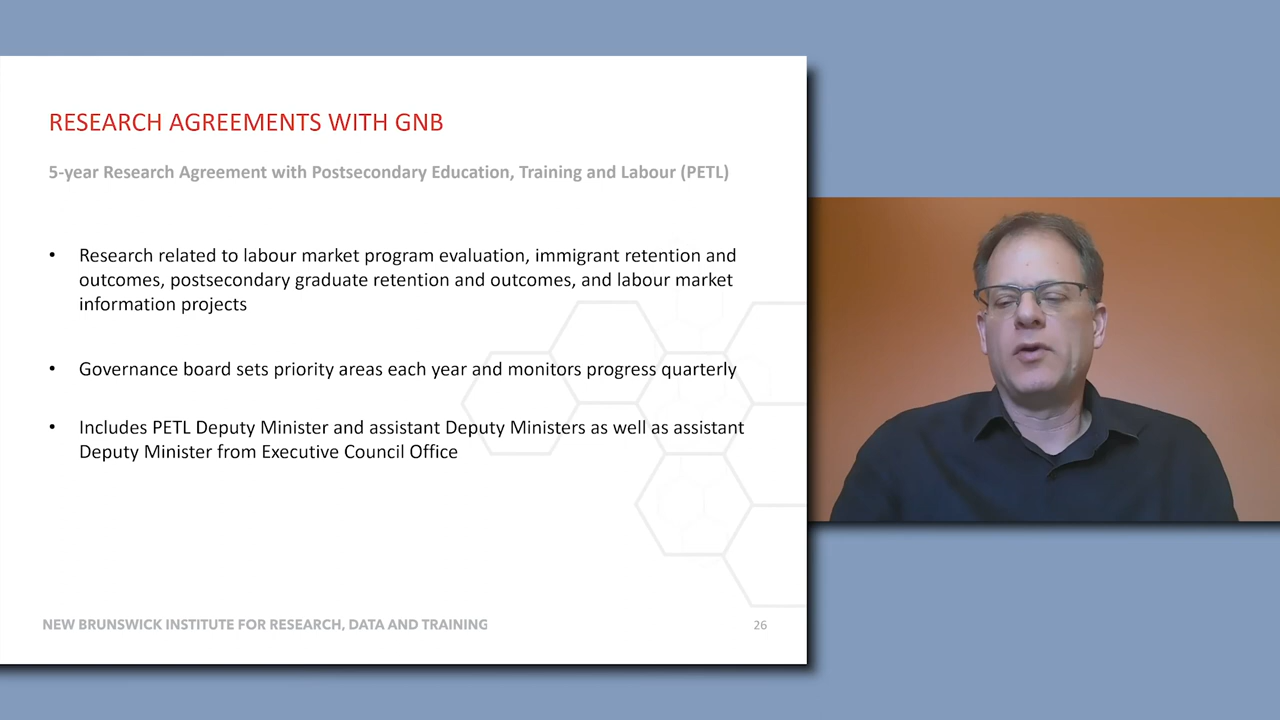 RESEARCH AGREEMENTS WITH GNB
5-year Research Agreement with Postsecondary Education, Training and Labour (PETL)
• Research related to labour market program evaluation, immigrant retention and
outcomes, postsecondary graduate retention and outcomes, and labour market
information projects
• Governance board sets priority areas each year and monitors progress quarterly
• Includes PETL Deputy Minister and assistant Deputy Ministers as well as assistant
Deputy Minister from Executive Council Office
NEW BRUNSWICK INSTITUTE FOR RESEARCH, DATA AND TRAINING
26